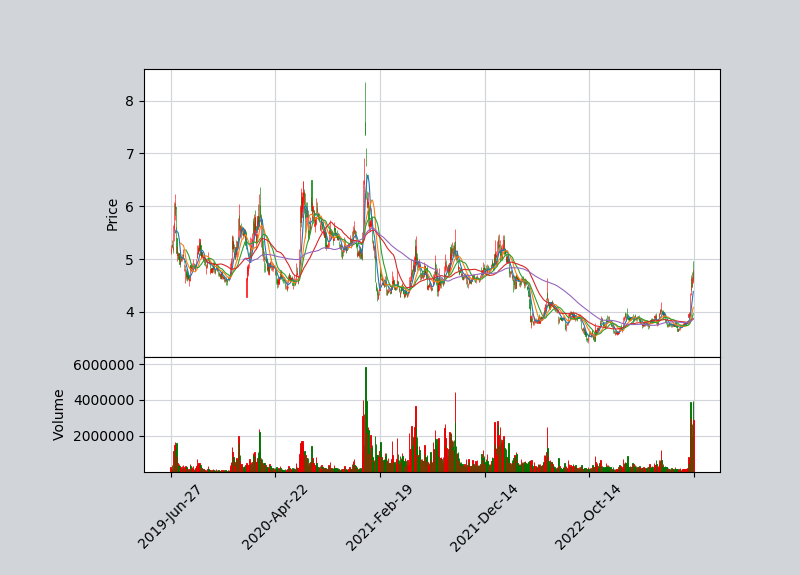 8
7
6
5
4
Price
6000000
4000000
2000000
Volume
2019-Jun-27
2020-Apr-22
2021-Feb-19
2021-Dec-14
2022-Oct-14